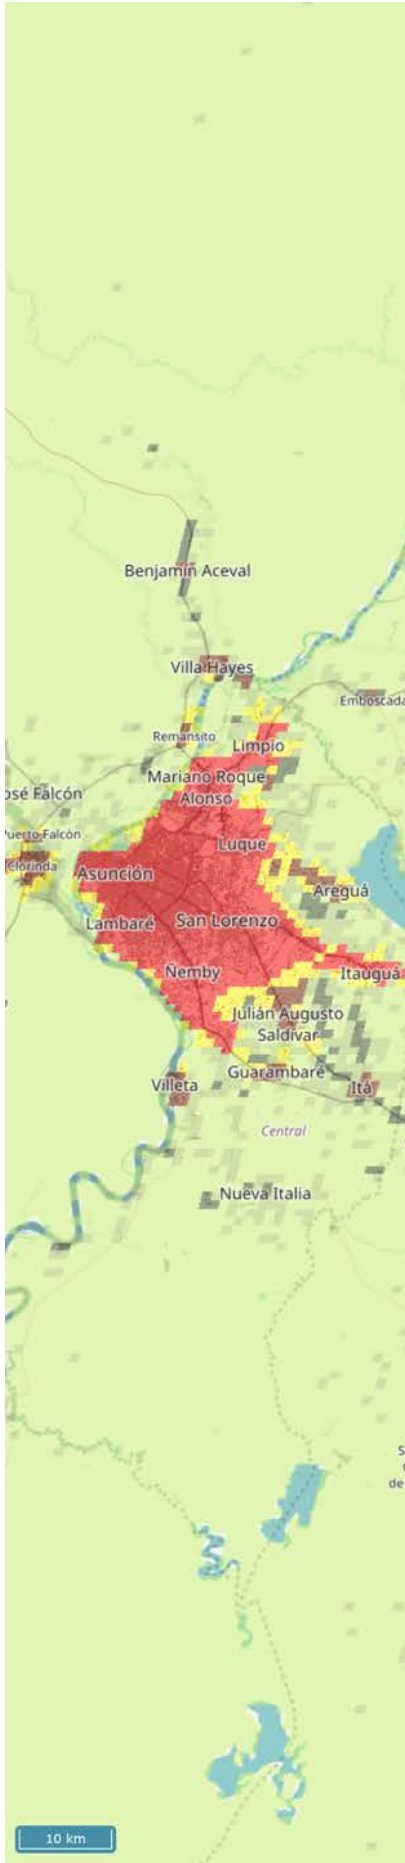 Benjamín Aceval
Villa Hayes
Emboscada
Remansito
Limpio
Mariano Roque
Alonso
osé Falcón
Puerto Falcón
Luque
Clorinda
Asunción
Areguá
Lambaré
San Lorenzo
Ñemby
Itauguá
Julián Augusto
Saldívar
Guarambaré
Villeta
Itá
Central
Nueva Italia
S
de
10 km